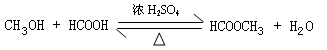 浓H₂SO₄
CH₃OH + HCOOH ⇌ HCOOCH₃ + H₂O
△